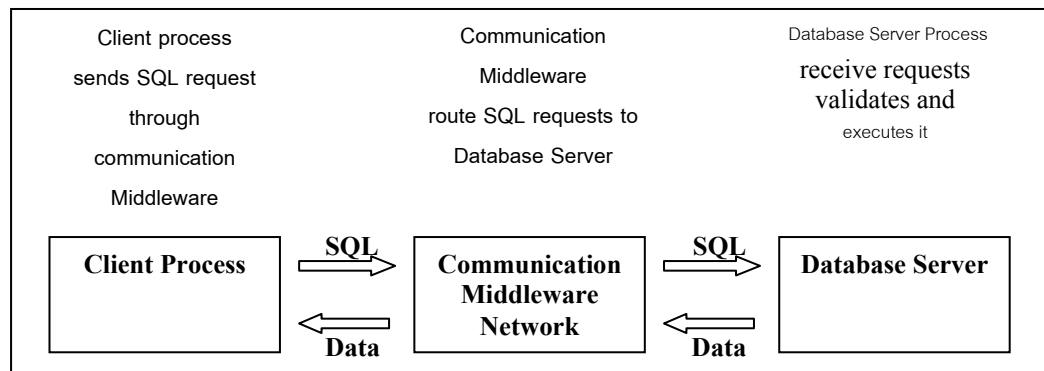 Client process
sends SQL request
through
communication
Middleware
Communication
Middleware
route SQL requests to
Database Server
Database Server Process
receive requests
validates and
executes it
Client Process
SQL
Data
Communication
Middleware
Network
SQL
Data
Database Server